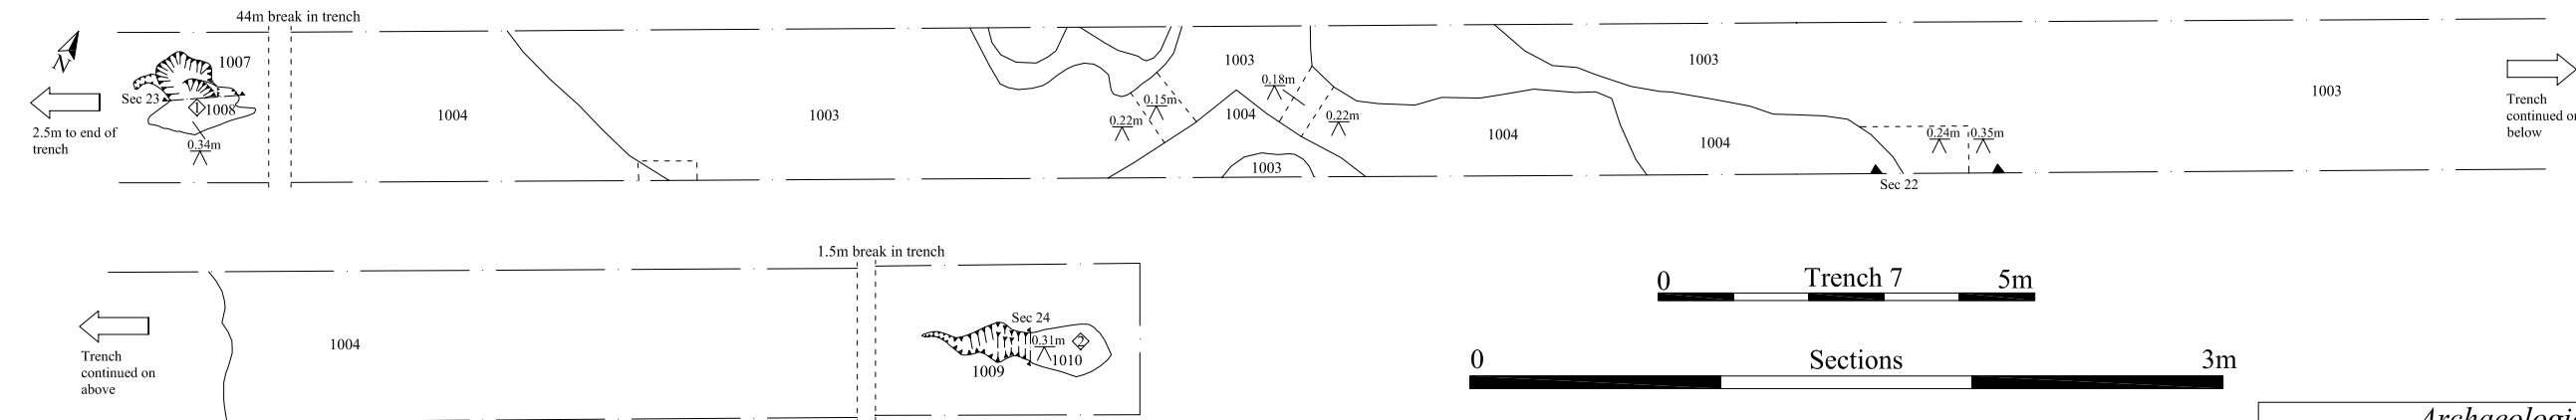 44m break in trench
N
1007
Sec 23
1
1008
0.34m
2.5m to end of
trench
1004
1003
0.22m
0.15m
1003
0.18m
1004
0.22m
1003
1004
1003
1004
0.24m
0.35m
Sec 22
1003
Trench
continued on
below
1.5m break in trench
Trench
continued on
above
1004
Sec 24
0.31m
2
1010
1009
0 Trench 7 5m
0 Sections 3m